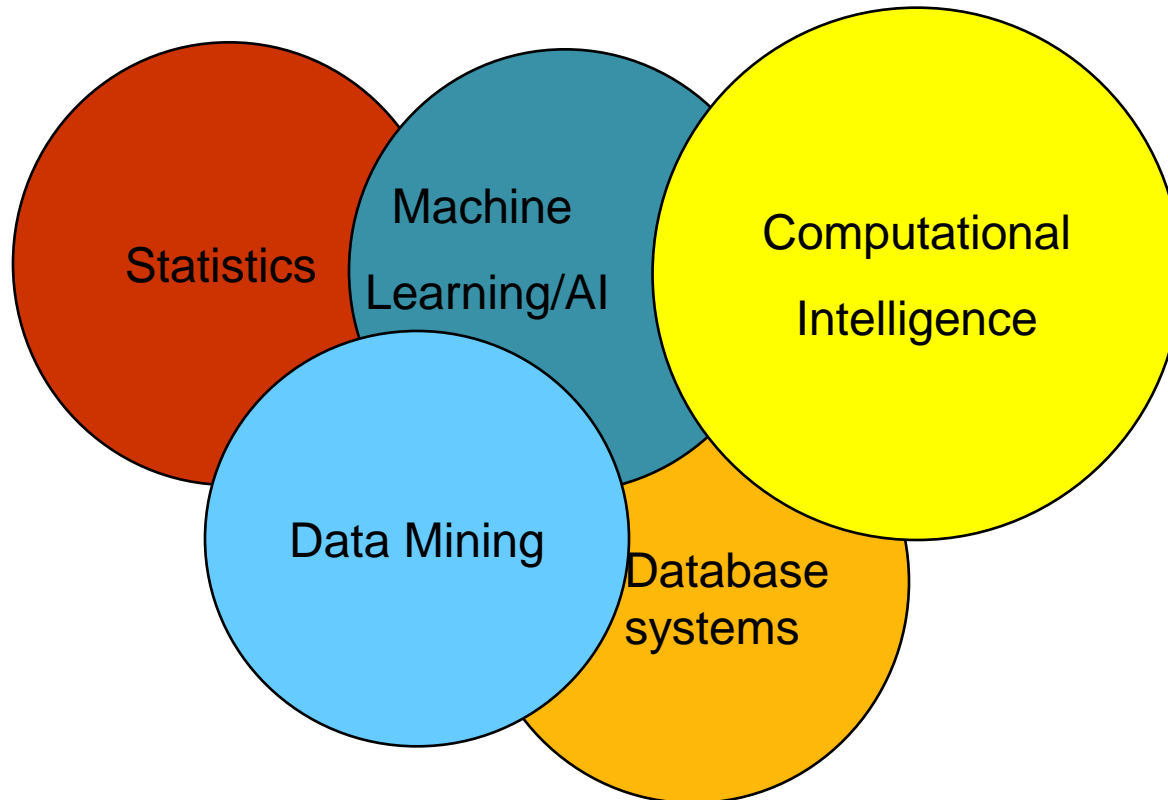 Statistics
Machine
Learning/AI
Computational
Intelligence
Data Mining
Database
systems